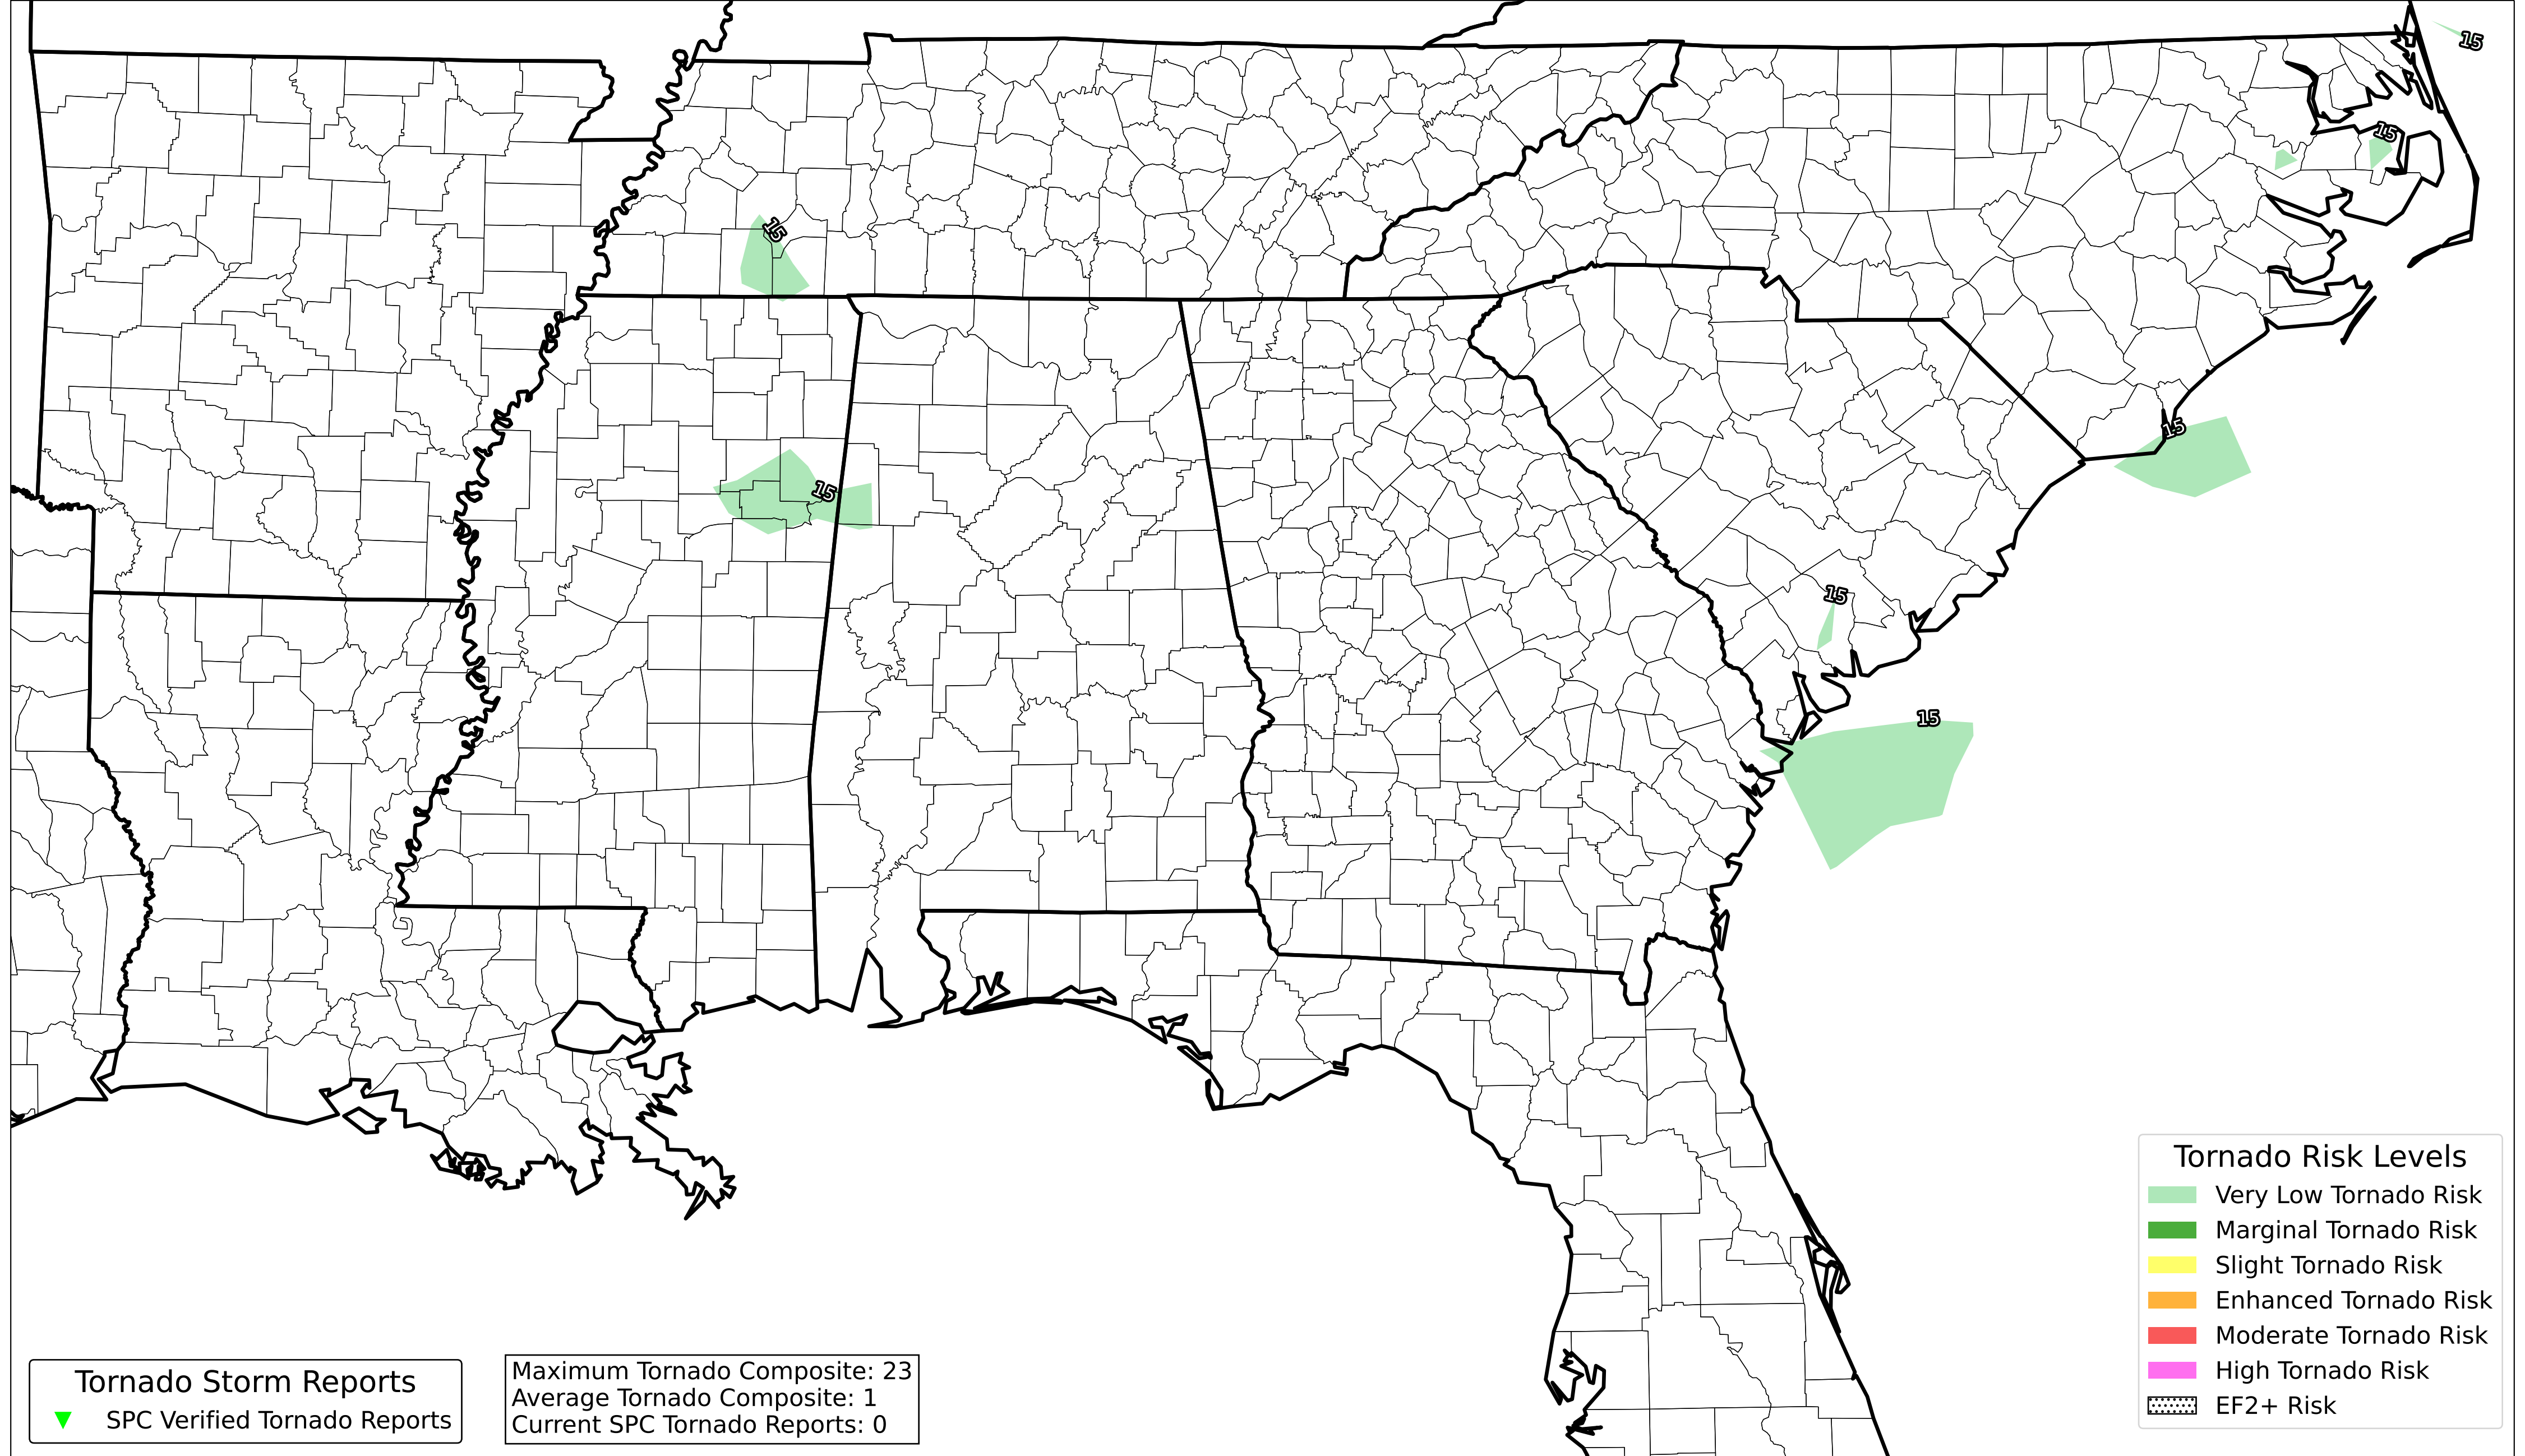 15
15
15
15
15
15
15
Tornado Risk Levels
Very Low Tornado Risk
Marginal Tornado Risk
Slight Tornado Risk
Enhanced Tornado Risk
Moderate Tornado Risk
High Tornado Risk
EF2+ Risk
Tornado Storm Reports
SPC Verified Tornado Reports
Maximum Tornado Composite: 23
Average Tornado Composite: 1
Current SPC Tornado Reports: 0